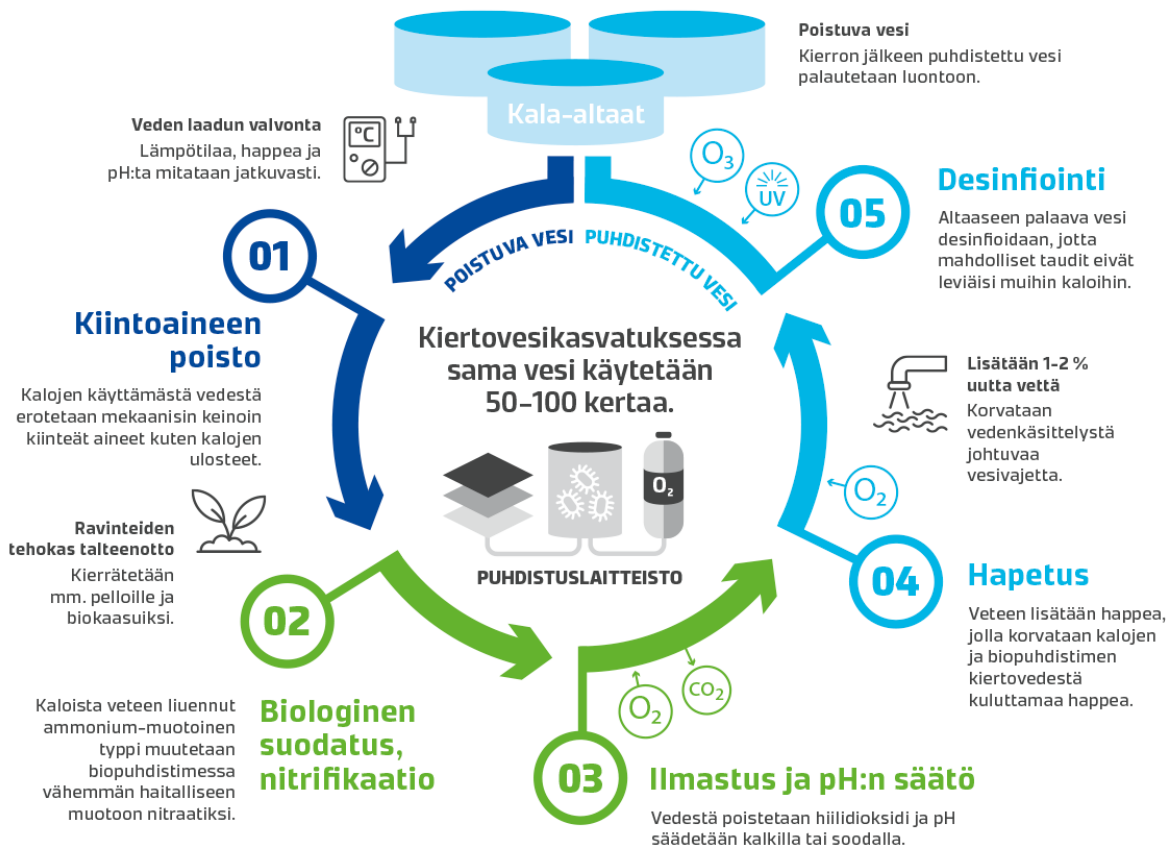 Kala-altaat
Poistuva vesi
Kierron jälkeen puhdistettu vesi
palautetaan luontoon.
Veden laadun valvonta
Lämpötilaa, happea ja
pH:ta mitataan jatkuvasti.
°C
POISTUVA VESI
PUHDISTETTU VESI
O₃
UV
01
Kiintoaineen
poisto
Kalojen käyttämästä vedestä
erotetaan mekaanisin keinoin
kiinteät aineet kuten kalojen
ulosteet.
Ravinteiden
tehokas talteenotto
Kierrätetään
mm. pelloille ja
biokaasuiksi.
02
Biologinen
suodatus,
nitrifikaatio
Kaloista veteen liuennut
ammonium-muotoinen
typpi muutetaan
biopuhdistimessa
vähemmän haitalliseen
muotoon nitraatiksi.
Kiertovesikasvatuksessa
sama vesi käytetään
50–100 kertaa.
O₂
PUHDISTUSLAITTEISTO
O₂
CO₂
03
Ilmastus ja pH:n säätö
Vedestä poistetaan hiilidioksidi ja pH
säädetään kalkilla tai soodalla.
04
Hapetus
Veteen lisätään happea,
jolla korvataan kalojen
ja biopuhdistimen
kiertovedestä
kuluttamaa happea.
O₂
Lisätään 1-2 %
uutta vettä
Korvataan
vedenkäsittelystä
johtuvaa
vesivajetta.
05
Desinfiointi
Altaaseen palaava vesi
desinfioidaan, jotta
mahdolliset taudit eivät
leviäisi muihin kaloihin.